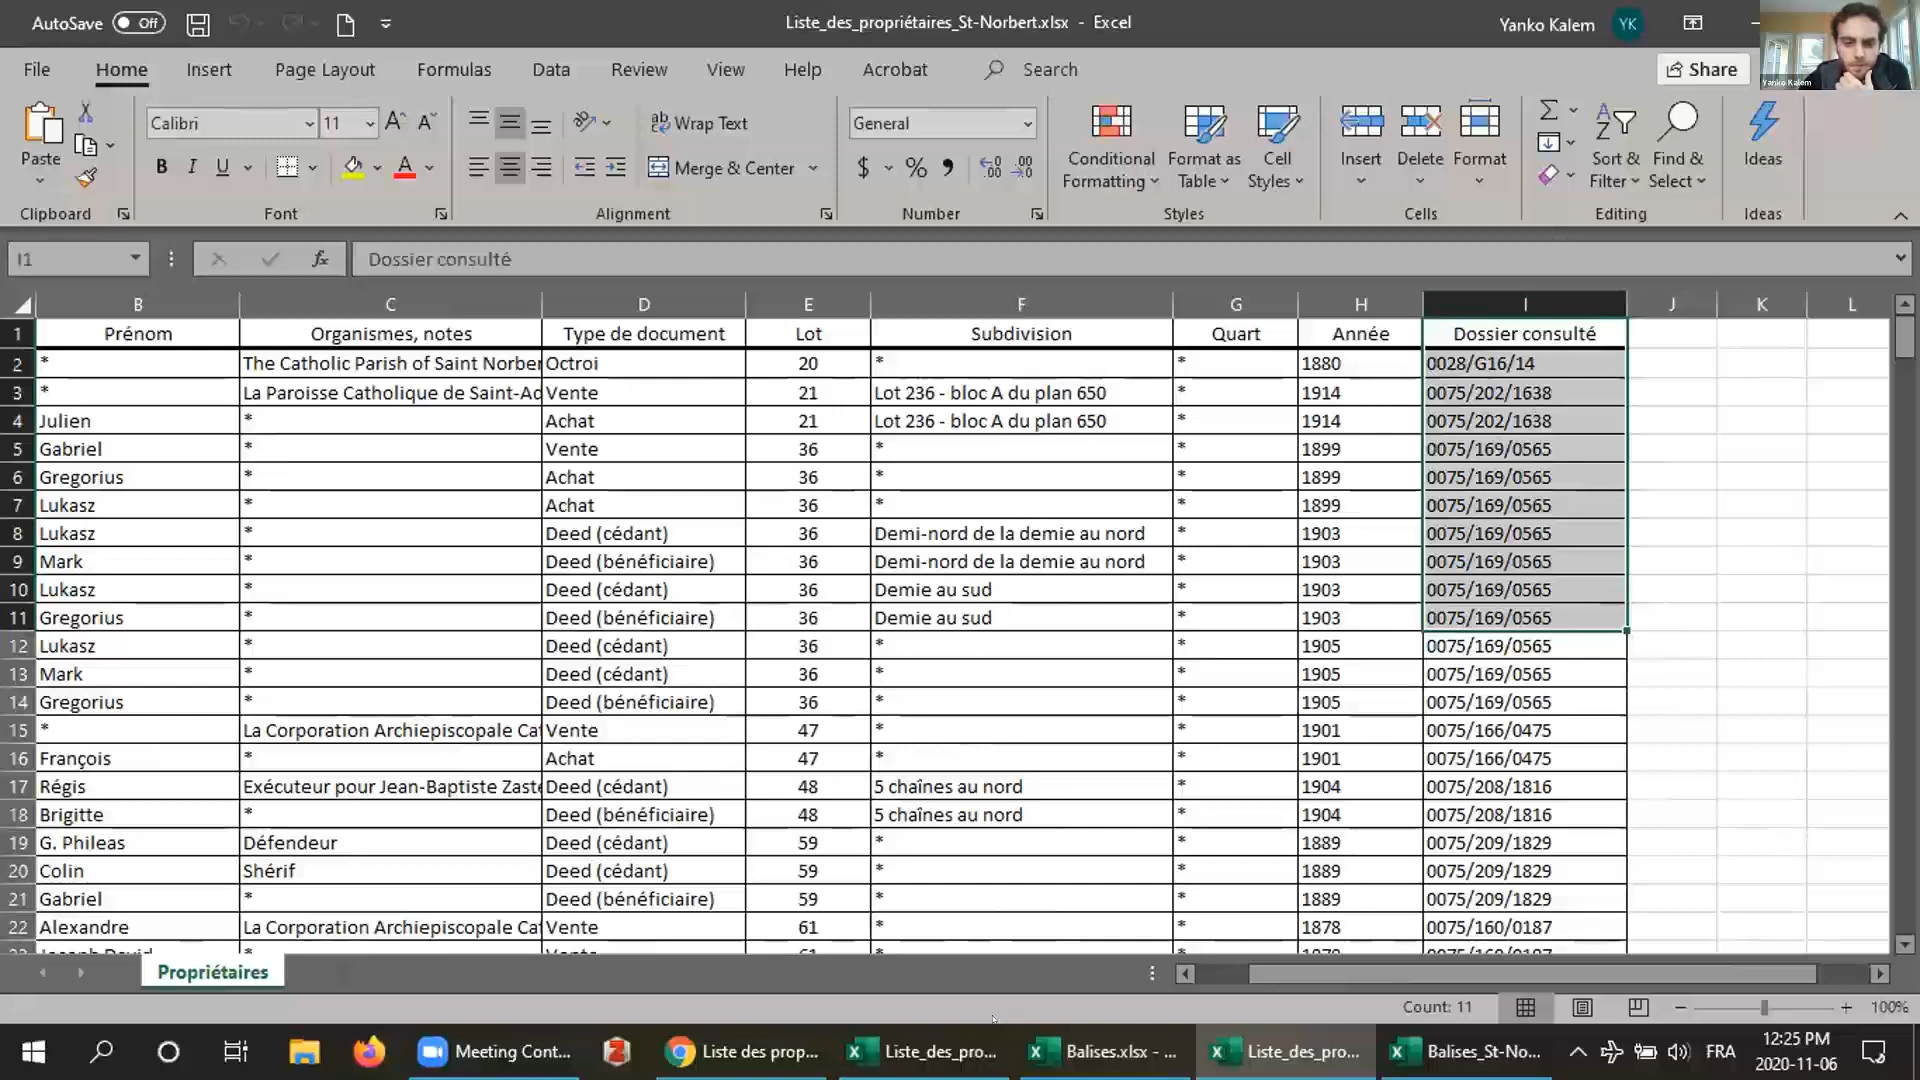 AutoSave Off Liste_des_propriétaires_St-Norbert.xlsx - Excel Yanko Kalem YK
Yanko Kalem
File Home Insert Page Layout Formulas Data Review View Help Acrobat Search Share
Calibri 11 Wrap Text General
Paste B I U A Merge & Center $ % Conditional Formatting Format as Table Cell Styles Insert Delete Format Sort & Filter Find & Select Ideas
Clipboard Font Alignment Number Styles Cells Editing Ideas
I1 fx Dossier consulté
B C D E F G H I J K L
1 Prénom Organismes, notes Type de document Lot Subdivision Quart Année Dossier consulté
2 * The Catholic Parish of Saint Norber Octroi 20 * * 1880 0028/G16/14
3 * La Paroisse Catholique de Saint-Ad Vente 21 Lot 236 - bloc A du plan 650 * 1914 0075/202/1638
4 Julien * Achat 21 Lot 236 - bloc A du plan 650 * 1914 0075/202/1638
5 Gabriel * Vente 36 * * 1899 0075/169/0565
6 Gregorius * Achat 36 * * 1899 0075/169/0565
7 Lukasz * Achat 36 * * 1899 0075/169/0565
8 Lukasz * Deed (cédant) 36 Demi-nord de la demie au nord * 1903 0075/169/0565
9 Mark * Deed (bénéficiaire) 36 Demi-nord de la demie au nord * 1903 0075/169/0565
10 Lukasz * Deed (cédant) 36 Demie au sud * 1903 0075/169/0565
11 Gregorius * Deed (bénéficiaire) 36 Demie au sud * 1903 0075/169/0565
12 Lukasz * Deed (cédant) 36 * * 1905 0075/169/0565
13 Mark * Deed (cédant) 36 * * 1905 0075/169/0565
14 Gregorius * Deed (bénéficiaire) 36 * * 1905 0075/169/0565
15 * La Corporation Archiepiscopale Ca Vente 47 * * 1901 0075/166/0475
16 François * Achat 47 * * 1901 0075/166/0475
17 Régis Exécuteur pour Jean-Baptiste Zaste Deed (cédant) 48 5 chaînes au nord * 1904 0075/208/1816
18 Brigitte * Deed (bénéficiaire) 48 5 chaînes au nord * 1904 0075/208/1816
19 G. Phileas Défendeur Deed (cédant) 59 * * 1889 0075/209/1829
20 Colin Shérif Deed (cédant) 59 * * 1889 0075/209/1829
21 Gabriel * Deed (bénéficiaire) 59 * * 1889 0075/209/1829
22 Alexandre La Corporation Archiepiscopale Ca Vente 61 * * 1878 0075/160/0187
Propriétaires
Count: 11 100%
Meeting Cont... Liste des prop... Liste_des_pro... Balises.xlsx - ... Liste_des_pro... Balises_St-No... FRA 12:25 PM
2020-11-06